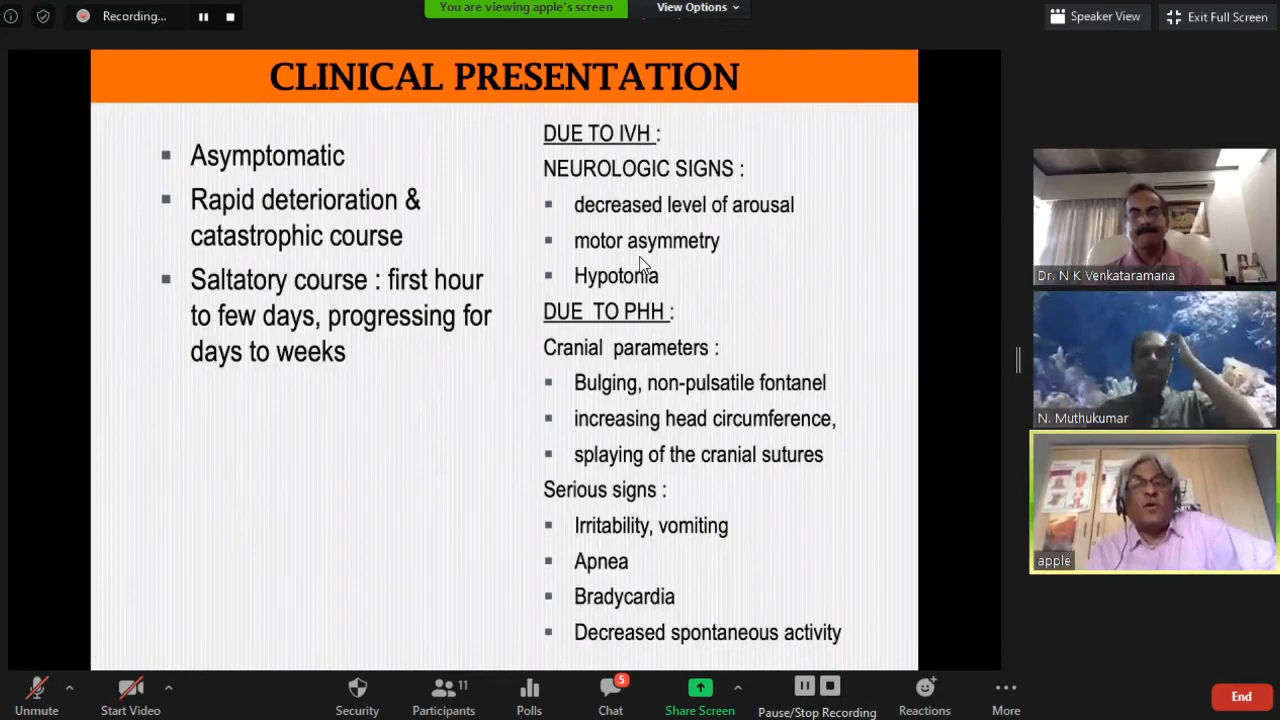 Recording...
You are viewing apple's screen
View Options
Speaker View
Exit Full Screen
CLINICAL PRESENTATION
Asymptomatic
Rapid deterioration &
catastrophic course
Saltatory course : first hour
to few days, progressing for
days to weeks
DUE TO IVH :
NEUROLOGIC SIGNS :
decreased level of arousal
motor asymmetry
Hypotonia
DUE TO PHH :
Cranial parameters :
Bulging, non-pulsatile fontanel
increasing head circumference,
splaying of the cranial sutures
Serious signs :
Irritability, vomiting
Apnea
Bradycardia
Decreased spontaneous activity
Dr. N K Venkataramana
N. Muthukumar
apple
Unmute
Start Video
Security
Participants
11
Polls
Chat
5
Share Screen
Pause/Stop Recording
Reactions
More
End